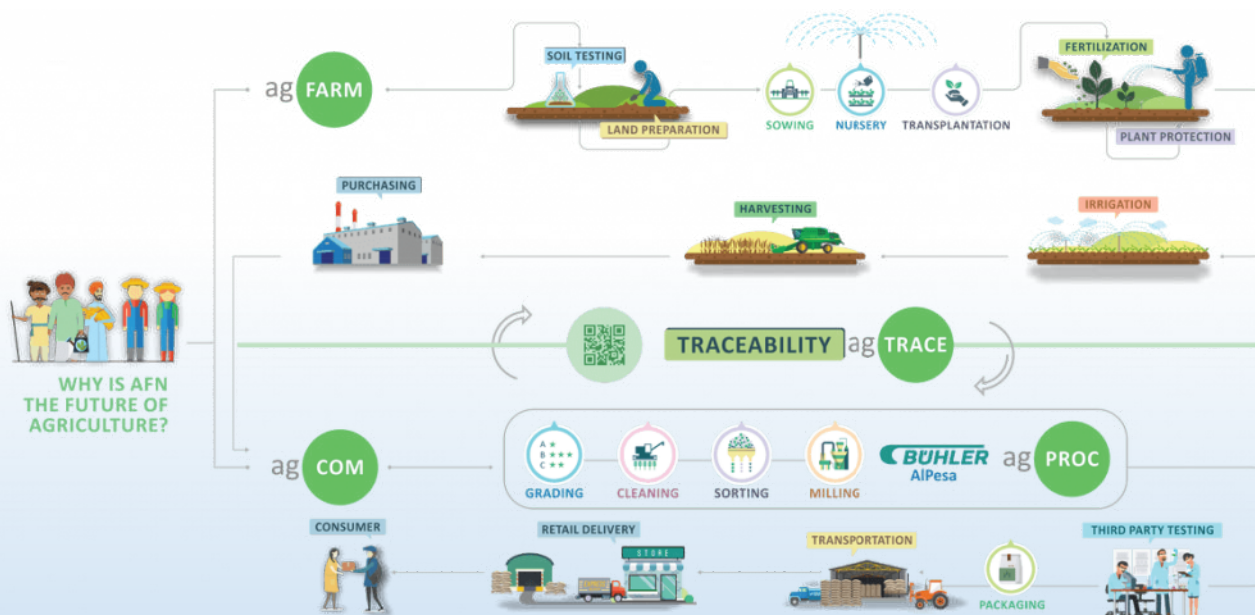 ag FARM
SOIL TESTING
LAND PREPARATION
SOWING
NURSERY
TRANSPLANTATION
FERTILIZATION
PLANT PROTECTION
PURCHASING
HARVESTING
IRRIGATION
WHY IS AFN
THE FUTURE OF
AGRICULTURE?
TRACEABILITY
ag TRACE
ag COM
A
B
C
GRADING
CLEANING
SORTING
MILLING
BÜHLER
AlPesa
ag PROC
CONSUMER
RETAIL DELIVERY
STORE
TRANSPORTATION
PACKAGING
THIRD PARTY TESTING